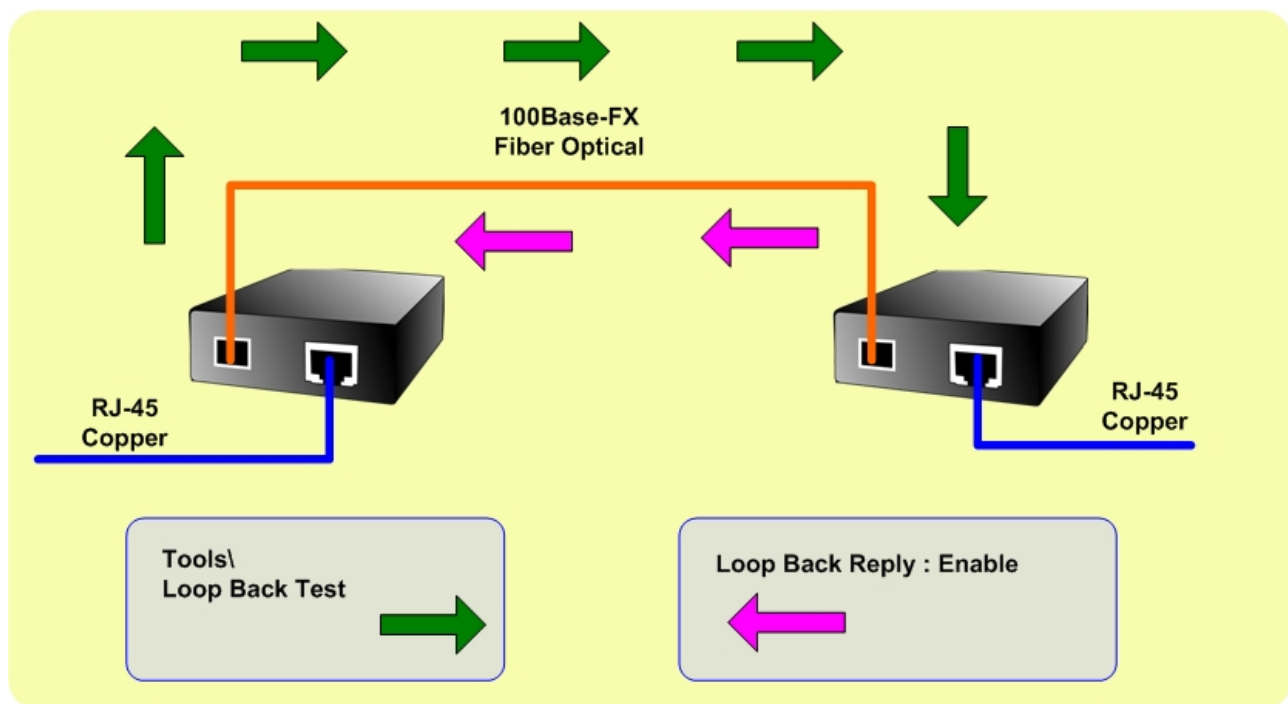 100Base-FX
Fiber Optical
RJ-45
Copper
RJ-45
Copper
Tools\
Loop Back Test
Loop Back Reply : Enable